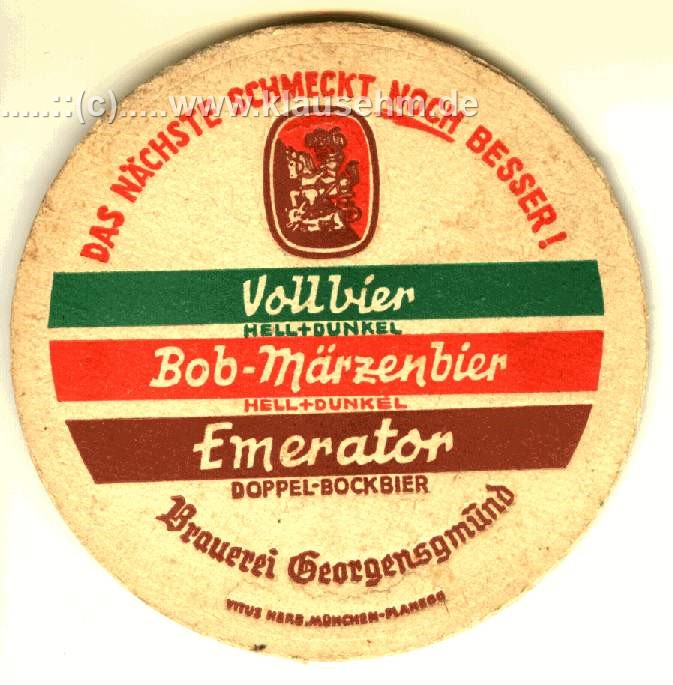 DAS NÄCHSTE SCHMECKT NOCH BESSER!
......::(c).....www.klausehm.de
Vollbier
HELL+DUNKEL
Bob-Märzenbier
HELL+DUNKEL
Emerator
DOPPEL-BOCKBIER
Brauerei Georgensgmünd
VITUS HERB, MÜNCHEN-PLANEGG